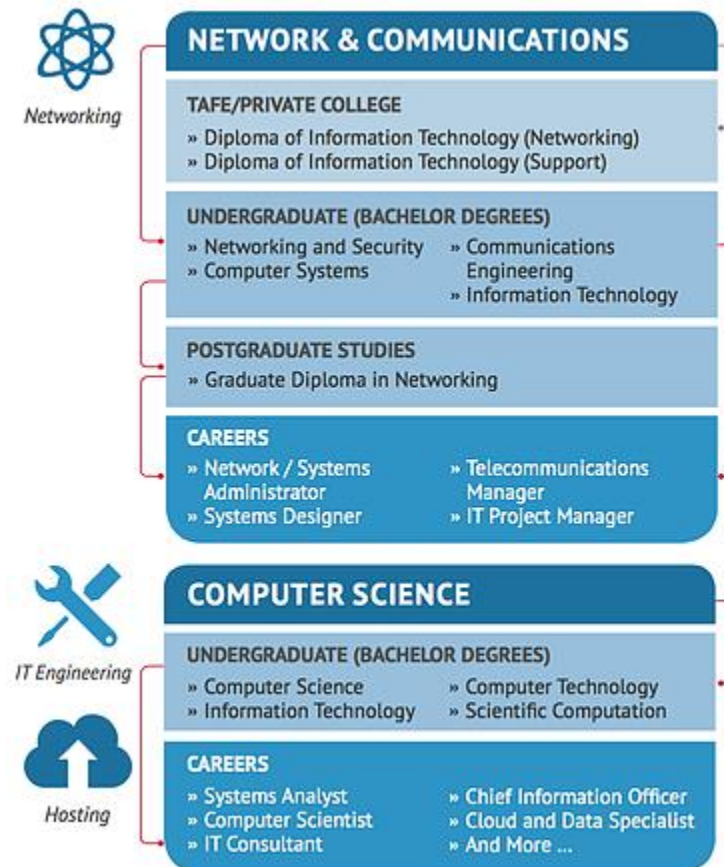 Networking
NETWORK & COMMUNICATIONS
TAFE/PRIVATE COLLEGE
» Diploma of Information Technology (Networking)
» Diploma of Information Technology (Support)
UNDERGRADUATE (BACHELOR DEGREES)
» Networking and Security
» Computer Systems
» Communications
Engineering
» Information Technology
POSTGRADUATE STUDIES
» Graduate Diploma in Networking
CAREERS
» Network / Systems
Administrator
» Systems Designer
» Telecommunications
Manager
» IT Project Manager
IT Engineering
Hosting
COMPUTER SCIENCE
UNDERGRADUATE (BACHELOR DEGREES)
» Computer Science
» Information Technology
» Computer Technology
» Scientific Computation
CAREERS
» Systems Analyst
» Computer Scientist
» IT Consultant
» Chief Information Officer
» Cloud and Data Specialist
» And More ...